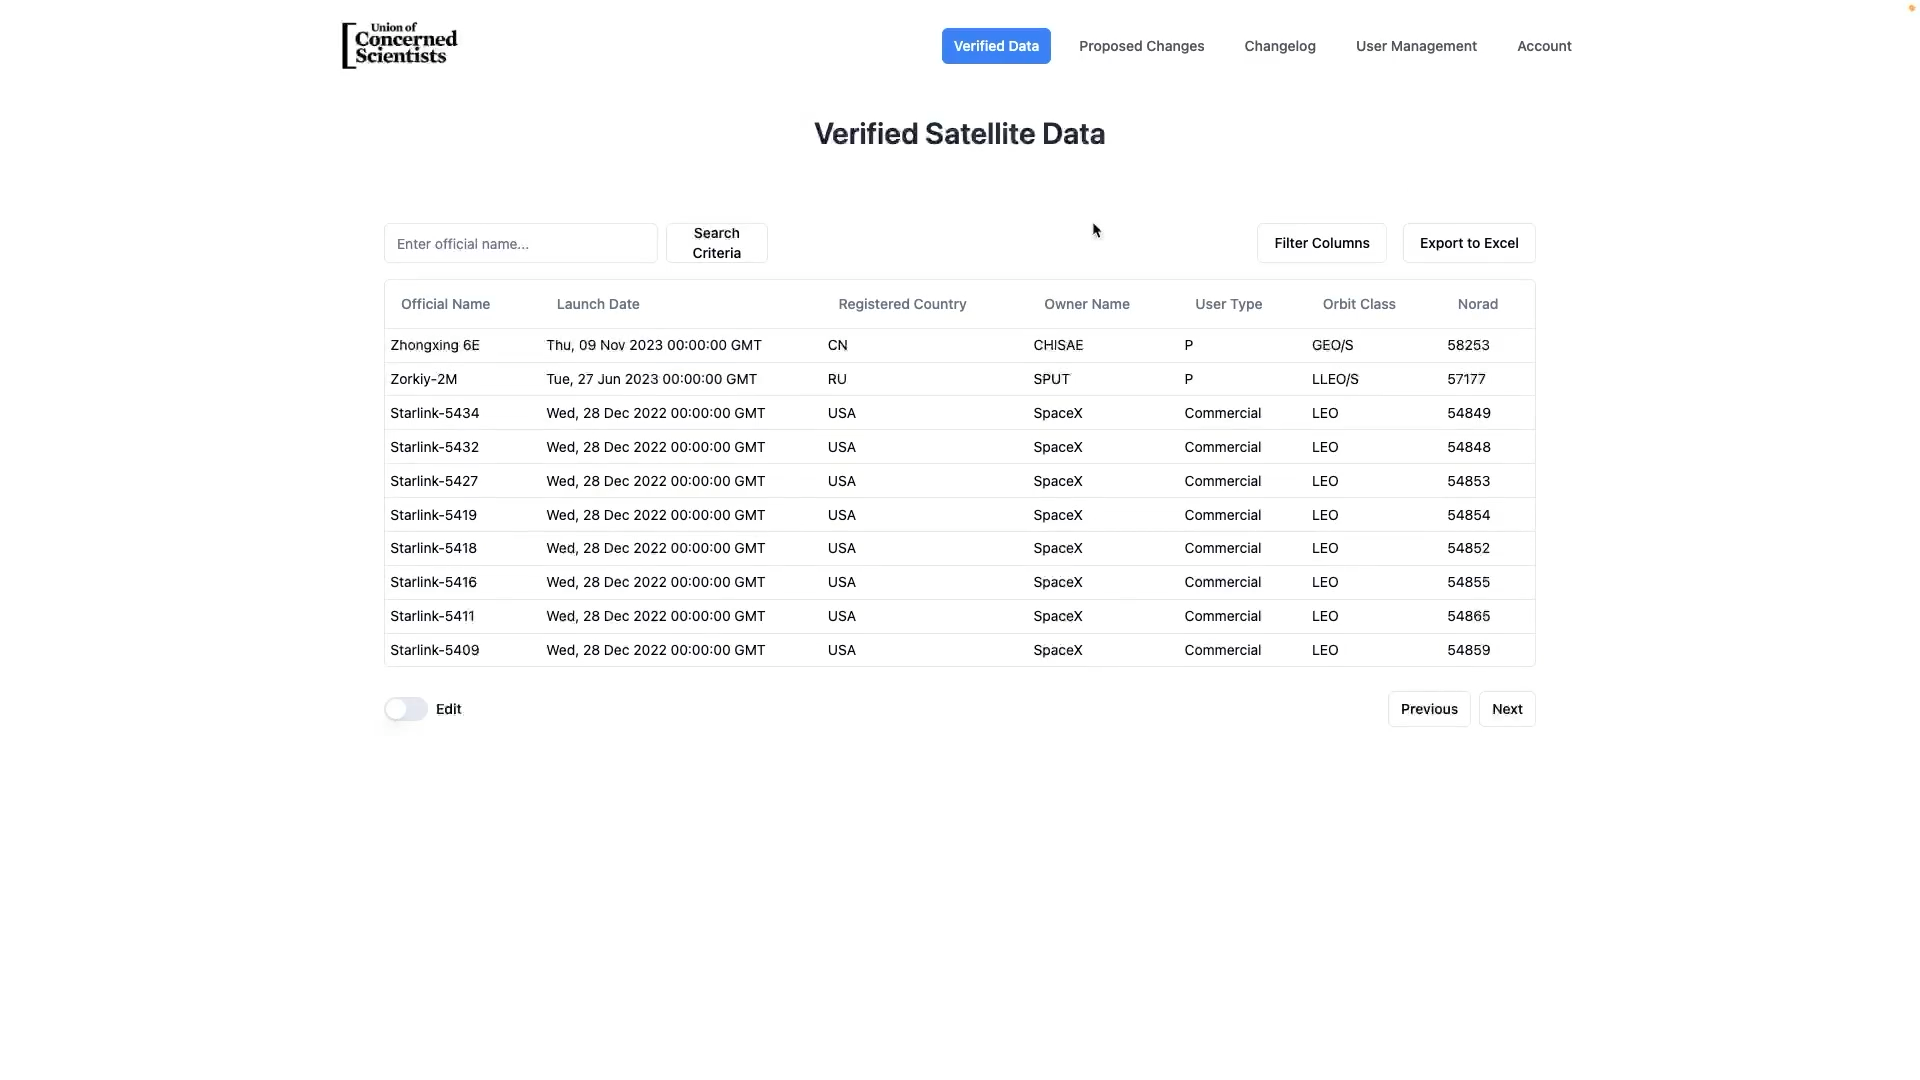 Union of
Concerned
Scientists
Verified Data Proposed Changes Changelog User Management Account
Verified Satellite Data
Enter official name...
Search
Criteria
Filter Columns Export to Excel
Official Name Launch Date Registered Country Owner Name User Type Orbit Class Norad
Zhongxing 6E Thu, 09 Nov 2023 00:00:00 GMT CN CHISAE P GEO/S 58253
Zorkiy-2M Tue, 27 Jun 2023 00:00:00 GMT RU SPUT P LLEO/S 57177
Starlink-5434 Wed, 28 Dec 2022 00:00:00 GMT USA SpaceX Commercial LEO 54849
Starlink-5432 Wed, 28 Dec 2022 00:00:00 GMT USA SpaceX Commercial LEO 54848
Starlink-5427 Wed, 28 Dec 2022 00:00:00 GMT USA SpaceX Commercial LEO 54853
Starlink-5419 Wed, 28 Dec 2022 00:00:00 GMT USA SpaceX Commercial LEO 54854
Starlink-5418 Wed, 28 Dec 2022 00:00:00 GMT USA SpaceX Commercial LEO 54852
Starlink-5416 Wed, 28 Dec 2022 00:00:00 GMT USA SpaceX Commercial LEO 54855
Starlink-5411 Wed, 28 Dec 2022 00:00:00 GMT USA SpaceX Commercial LEO 54865
Starlink-5409 Wed, 28 Dec 2022 00:00:00 GMT USA SpaceX Commercial LEO 54859
Edit Previous Next